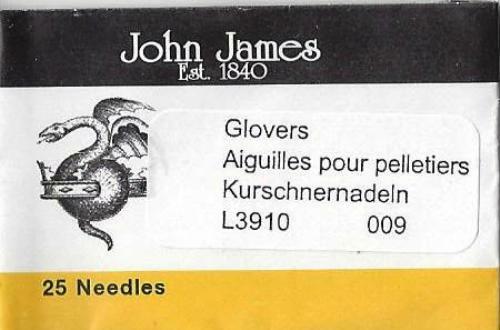 John James
Est. 1840
Glovers
Aiguilles pour pelletiers
Kurschnernadeln
L3910 009
25 Needles